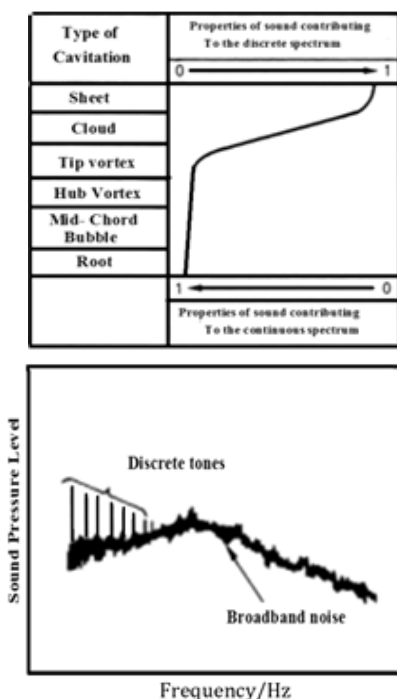 Type of
Cavitation
Properties of sound contributing
To the discrete spectrum
0
1
Sheet
Cloud
Tip vortex
Hub Vortex
Mid- Chord
Bubble
Root
1
0
Properties of sound contributing
To the continuous spectrum
Sound Pressure Level
Discrete tones
Broadband noise
Frequency/Hz